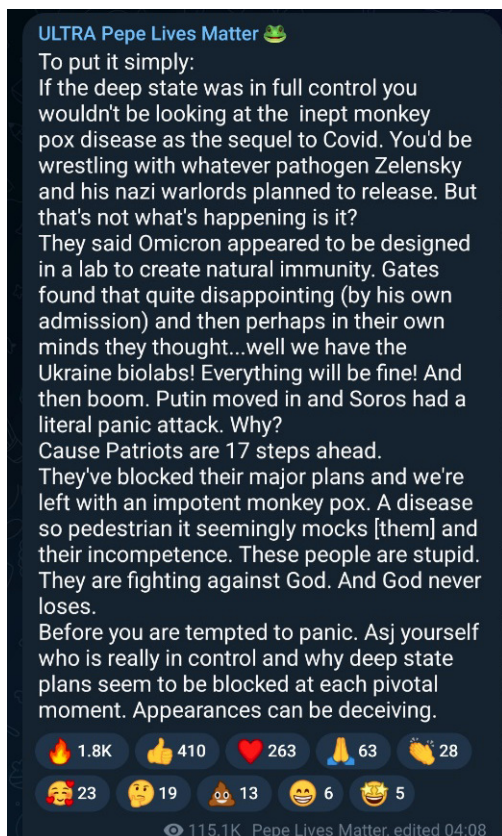 ULTRA Pepe Lives Matter 🐸
To put it simply:
If the deep state was in full control you
wouldn't be looking at the  inept monkey
pox disease as the sequel to Covid. You'd be
wrestling with whatever pathogen Zelensky
and his nazi warlords planned to release. But
that's not what's happening is it?
They said Omicron appeared to be designed
in a lab to create natural immunity. Gates
found that quite disappointing (by his own
admission) and then perhaps in their own
minds they thought...well we have the
Ukraine biolabs! Everything will be fine! And
then boom. Putin moved in and Soros had a
literal panic attack. Why?
Cause Patriots are 17 steps ahead.
They've blocked their major plans and we're
left with an impotent monkey pox. A disease
so pedestrian it seemingly mocks [them] and
their incompetence. These people are stupid.
They are fighting against God. And God never
loses.
Before you are tempted to panic. Asj yourself
who is really in control and why deep state
plans seem to be blocked at each pivotal
moment. Appearances can be deceiving.
🔥 1.8K 👍 410 ❤️ 263 🙏 63 👏 28
🥰 23 🤔 19 💩 13 😁 6 🤩 5
115.1K Pepe Lives Matter, edited 04:08